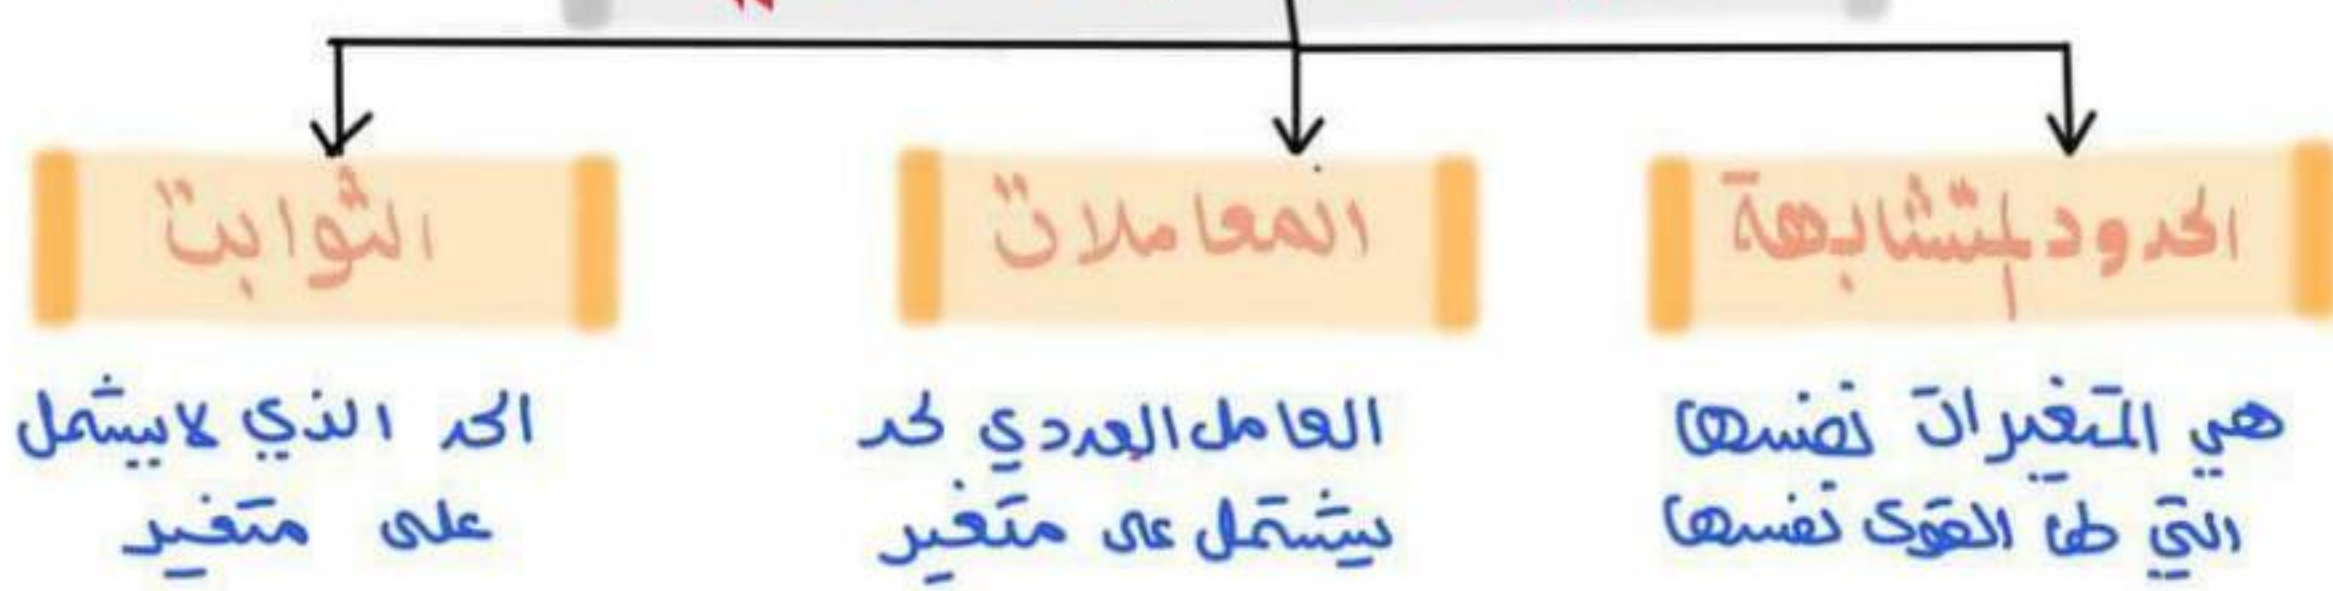 الحدود المتشابهة
هي المتغيرات نفسها
التي لها القوى نفسها
المعاملات
العامل العددي لحد
يشتمل على متغير
الثوابت
الحد الذي لا يشمل
على متغير